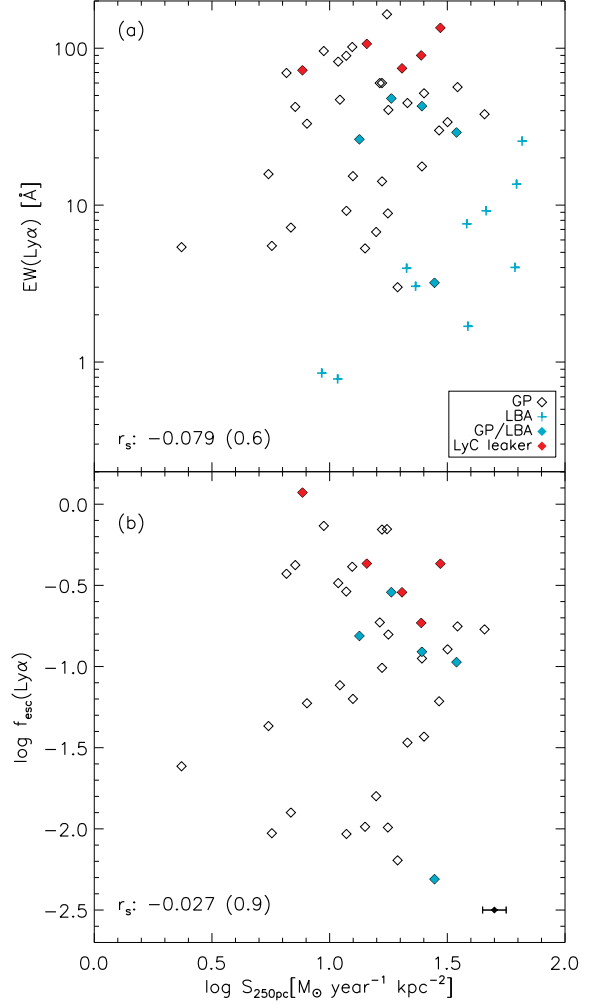 (a)
100
10
1
EW(Lyα) [Å]
GP
LBA
GP/LBA
LyC leaker
r_s: −0.079 (0.6)
(b)
0.0
−0.5
−1.0
−1.5
−2.0
−2.5
log f_esc(Lyα)
r_s: −0.027 (0.9)
0.0 0.5 1.0 1.5 2.0
log S_250pc[M_⊙ year⁻¹ kpc⁻²]